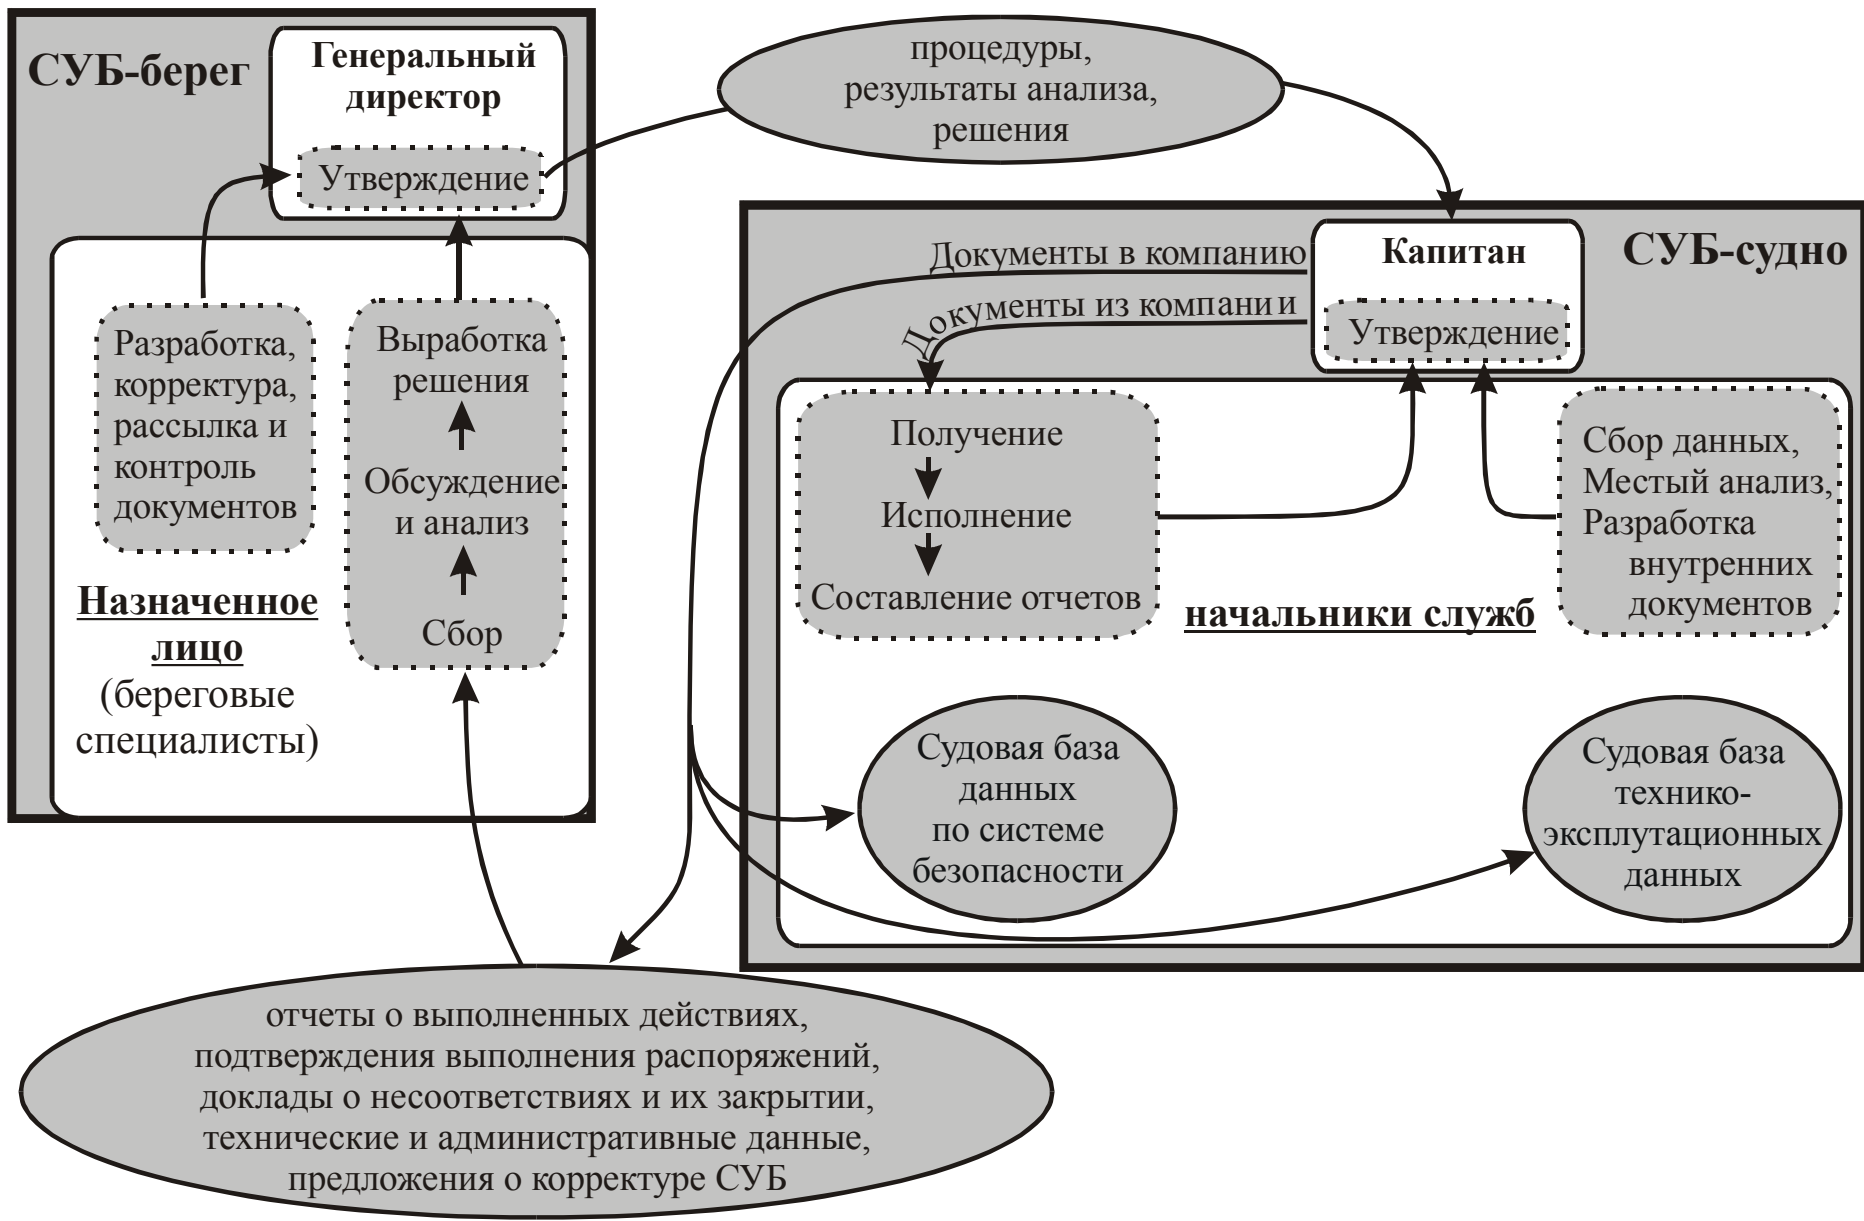 СУБ-берег
Генеральный
директор
Утверждение
Разработка,
корректура,
рассылка и
контроль
документов
Выработка
решения
Обсуждение
и анализ
Сбор
Назначенное
лицо
(береговые
специалисты)
процедуры,
результаты анализа,
решения
СУБ-судно
Капитан
Утверждение
Документы в компанию
Документы из компании
Получение
Исполнение
Составление отчетов
начальники служб
Сбор данных,
Местый анализ,
Разработка
внутренних
документов
Судовая база
данных
по системе
безопасности
Судовая база
технико-
эксплутационных
данных
отчеты о выполненных действиях,
подтверждения выполнения распоряжений,
доклады о несоответствиях и их закрытии,
технические и административные данные,
предложения о корректуре СУБ